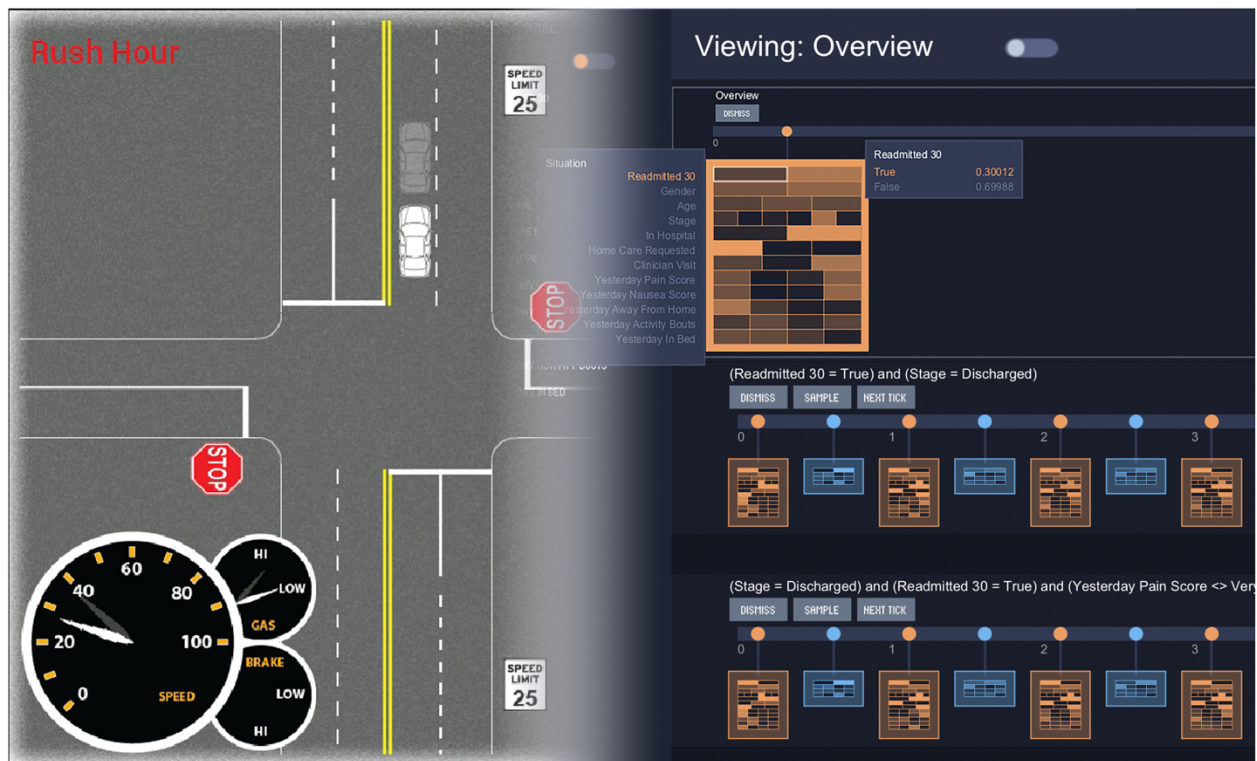 Rush Hour
SPEED
LIMIT
25
STOP
STOP
60
40
80
20
100
0
SPEED
HI
LOW
GAS
BRAKE
LOW
HI
SPEED
LIMIT
25
Viewing: Overview
Overview
DISMISS
0
Situation
Readmitted 30
Gender
Age
Stage
In Hospital
Home Care Requested
Clinician Visit
Yesterday Pain Score
Yesterday Nausea Score
Yesterday Away From Home
Yesterday Activity Bouts
Yesterday In Bed
Readmitted 30
True 0.30012
False 0.69988
IN BED
(Readmitted 30 = True) and (Stage = Discharged)
DISMISS SAMPLE NEXT TICK
0 1 2 3
(Stage = Discharged) and (Readmitted 30 = True) and (Yesterday Pain Score <> Very
DISMISS SAMPLE NEXT TICK
0 1 2 3